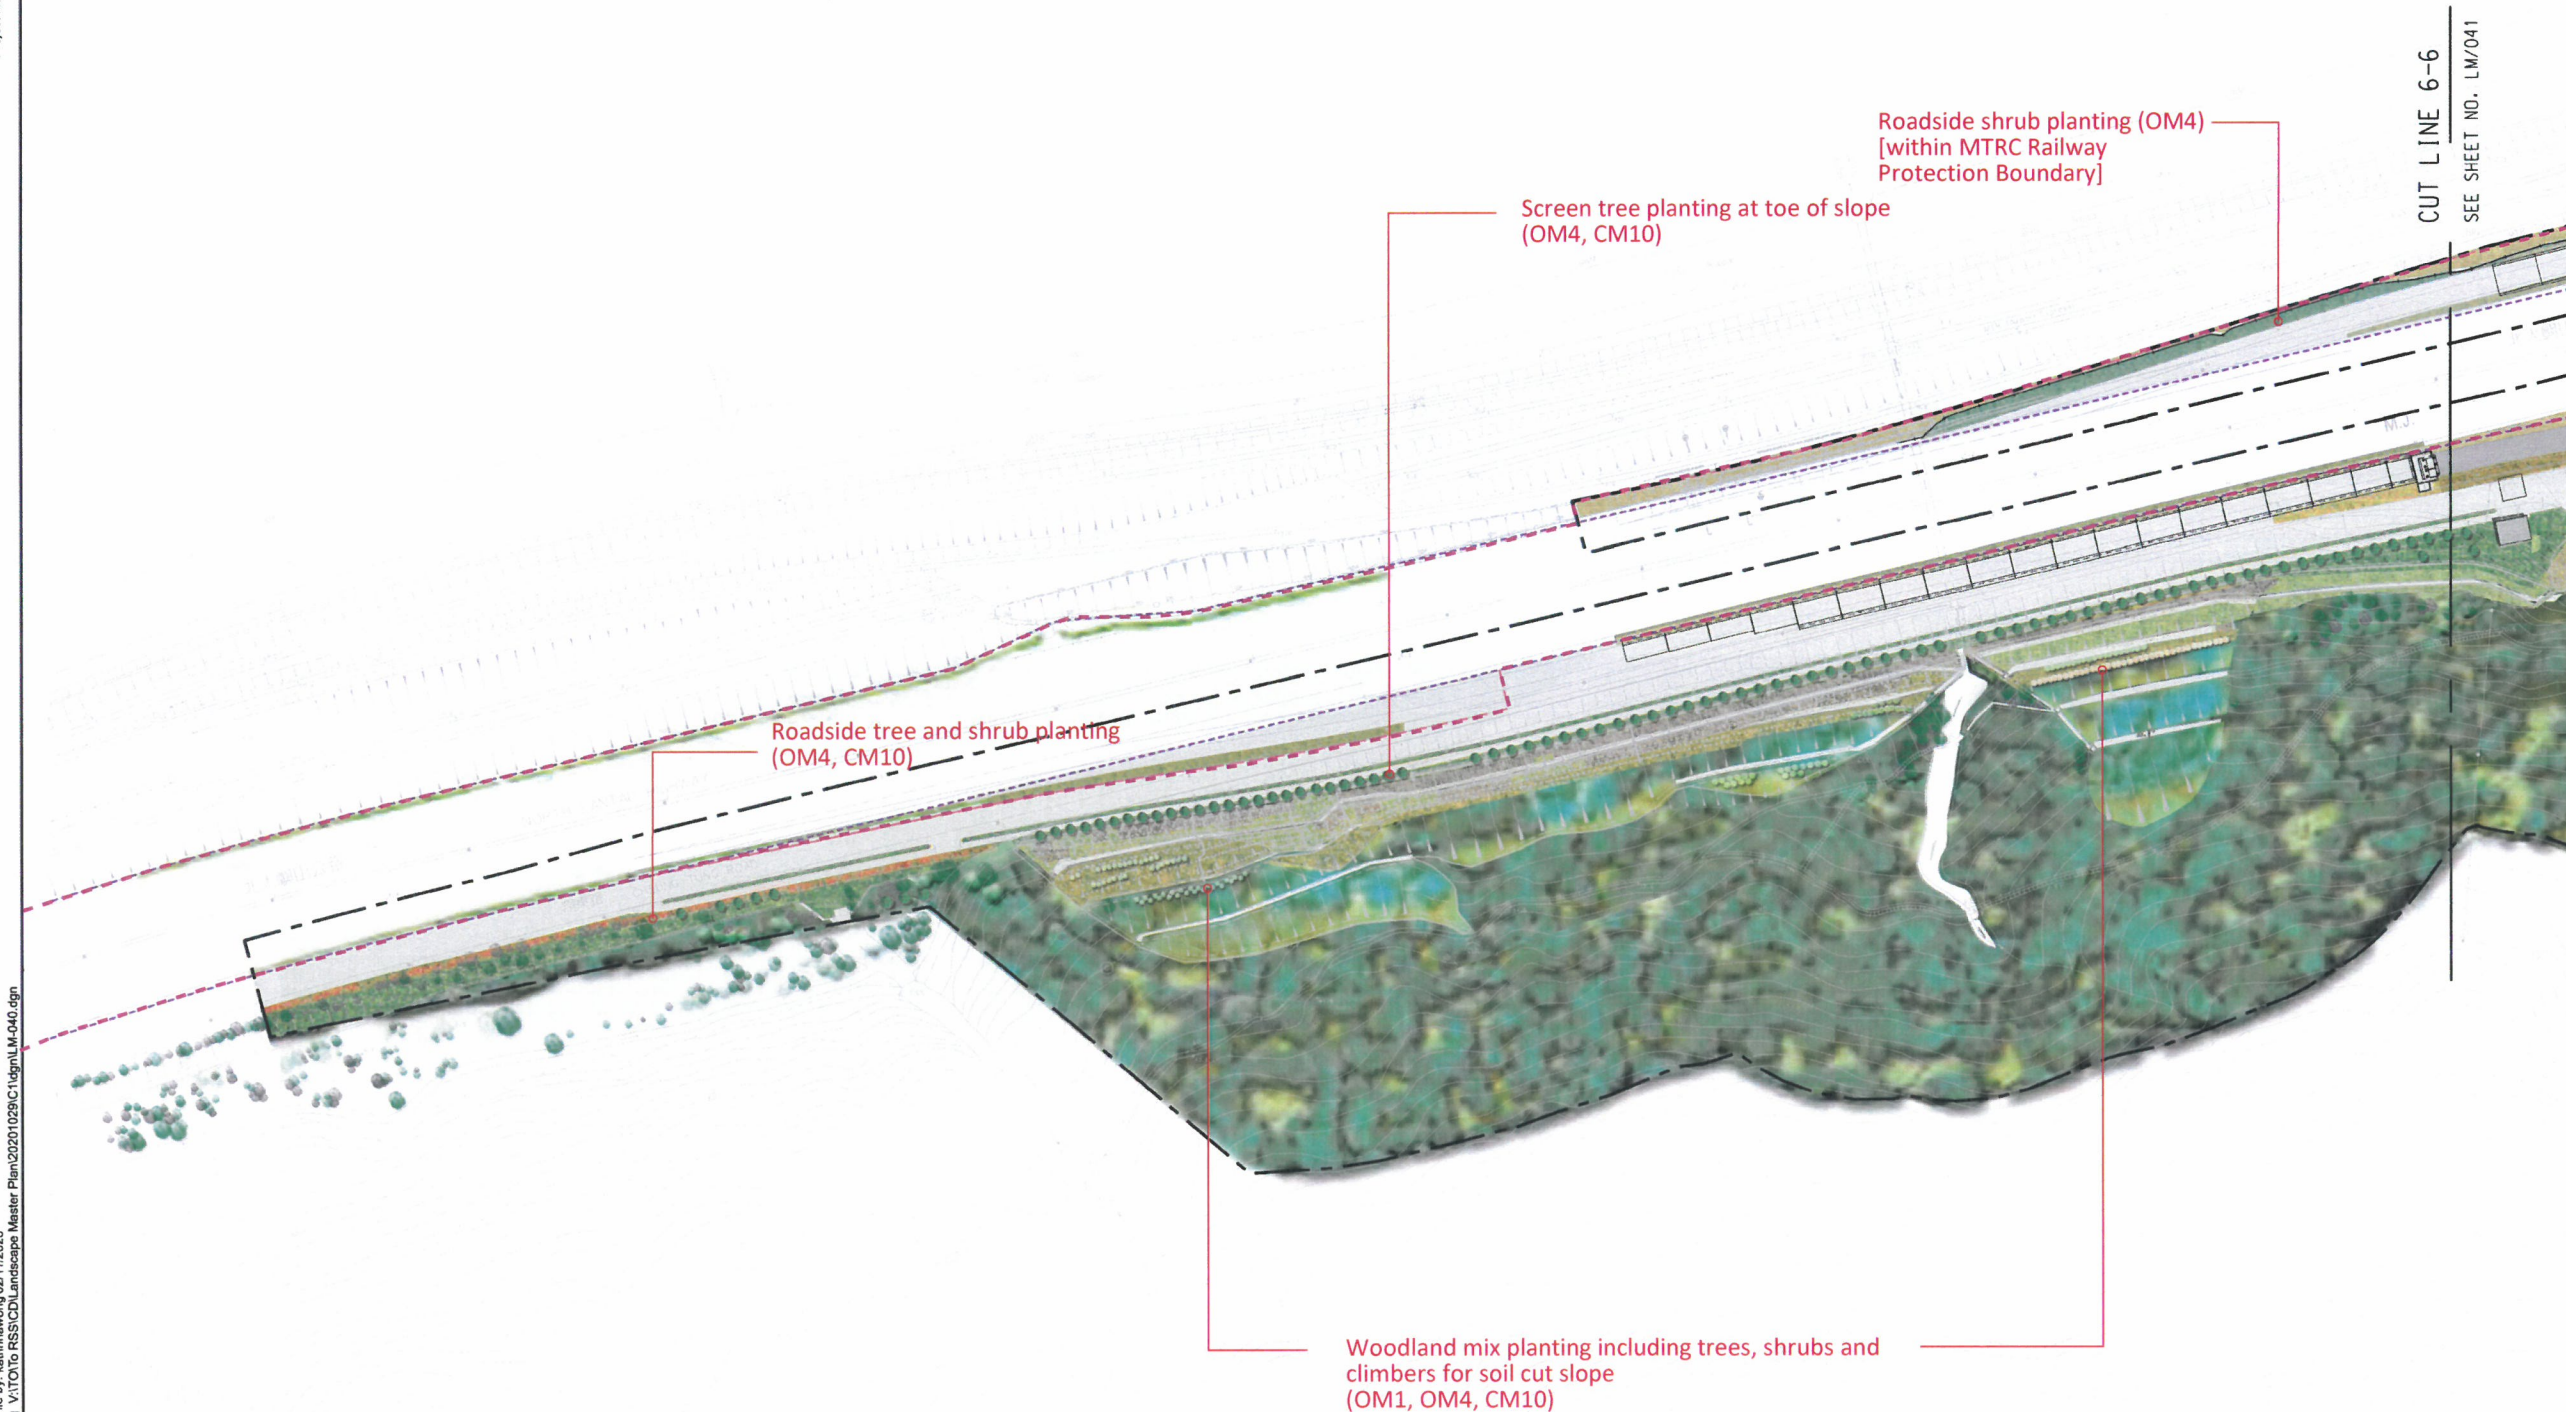 CUT LINE 6-6
SEE SHEET NO. LM/041
Roadside shrub planting (OM4)
[within MTRC Railway
Protection Boundary]
Screen tree planting at toe of slope
(OM4, CM10)
Roadside tree and shrub planting
(OM4, CM10)
Woodland mix planting including trees, shrubs and
climbers for soil cut slope
(OM1, OM4, CM10)
V:\TOA\To RSS\CD\Landscape Master Plan\20201029\C1\dgn\LM-040.dgn